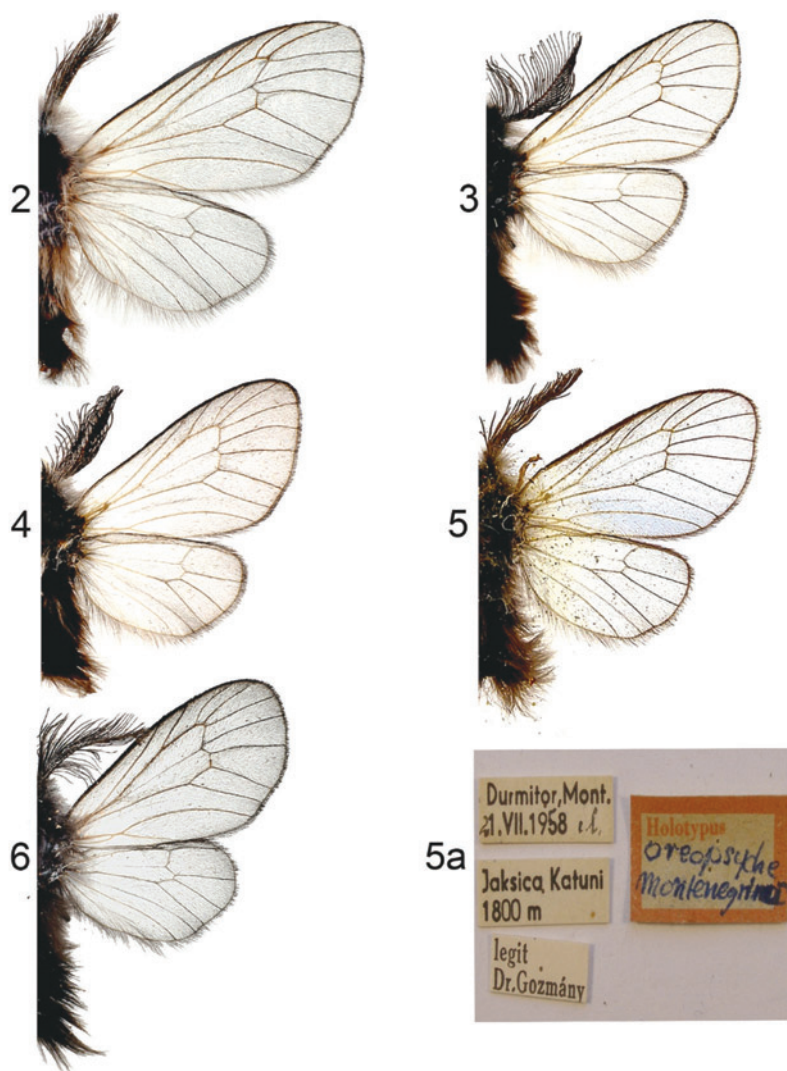 2
3
4
5
6
5a
Durmitor, Mont.
21.VII.1958 el.
Jaksica, Katuni
1800 m
legit
Dr. Gozmány
Holotypus
oreopsyche